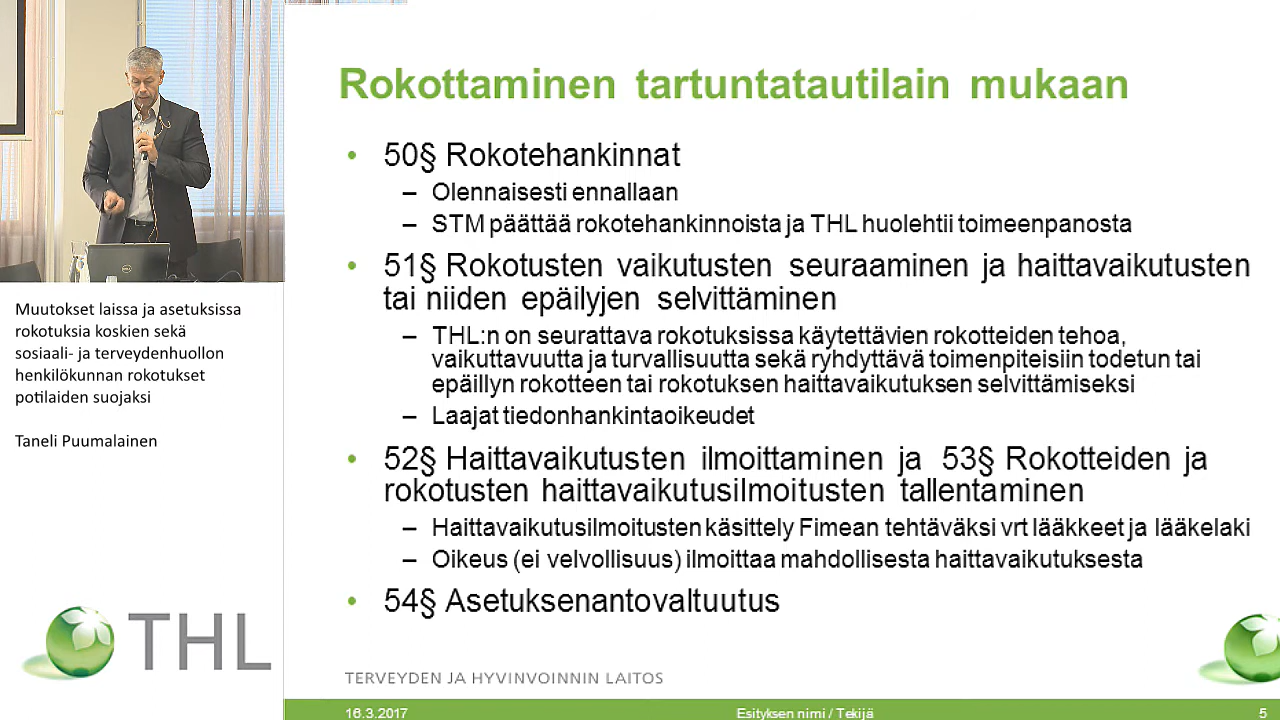 Rokottaminen tartuntatautilain mukaan
• 50§ Rokotehankinnat
– Olennaisesti ennallaan
– STM päättää rokotehankinnoista ja THL huolehtii toimeenpanosta
• 51§ Rokotusten vaikutusten seuraaminen ja haittavaikutusten
tai niiden epäilyjen selvittäminen
– THL:n on seurattava rokotuksissa käytettävien rokotteiden tehoa,
vaikuttavuutta ja turvallisuutta sekä ryhdyttävä toimenpiteisiin todetun tai
epäillyn rokotteen tai rokotuksen haittavaikutuksen selvittämiseksi
– Laajat tiedonhankintaoikeudet
• 52§ Haittavaikutusten ilmoittaminen ja 53§ Rokotteiden ja
rokotusten haittavaikutusilmoitusten tallentaminen
– Haittavaikutusilmoitusten käsittely Fimean tehtäväksi vrt lääkkeet ja lääkelaki
– Oikeus (ei velvollisuus) ilmoittaa mahdollisesta haittavaikutuksesta
• 54§ Asetuksenantovaltuutus
TERVEYDEN JA HYVINVOINNIN LAITOS
16.3.2017
Esityksen nimi / Tekijä
5
Muutokset laissa ja asetuksissa
rokotuksia koskien sekä
sosiaali- ja terveydenhuollon
henkilökunnan rokotukset
potilaiden suojaksi
Taneli Puumalainen
THL
DELL